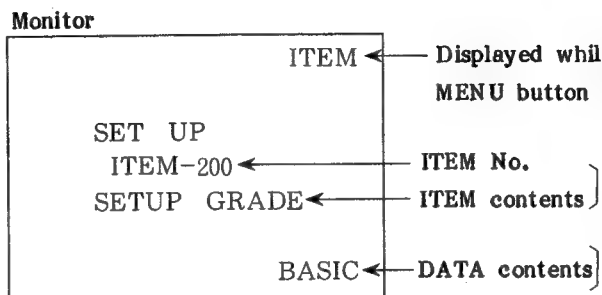 Monitor
ITEM Displayed whil
MENU button
SET UP
ITEM-200 ITEM No.
SETUP GRADE ITEM contents
BASIC DATA contents